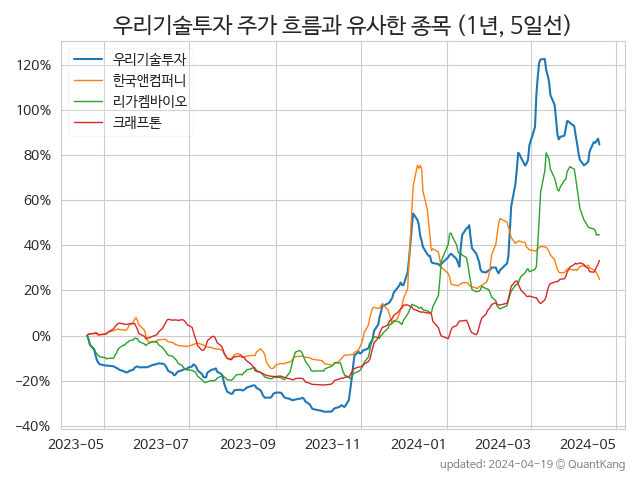 우리기술투자 주가 흐름과 유사한 종목 (1년, 5일선)
우리기술투자
한국앤컴퍼니
리가켐바이오
크래프톤
120%
100%
80%
60%
40%
20%
0%
−20%
−40%
2023-05 2023-07 2023-09 2023-11 2024-01 2024-03 2024-05
updated: 2024-04-19 © QuantKang